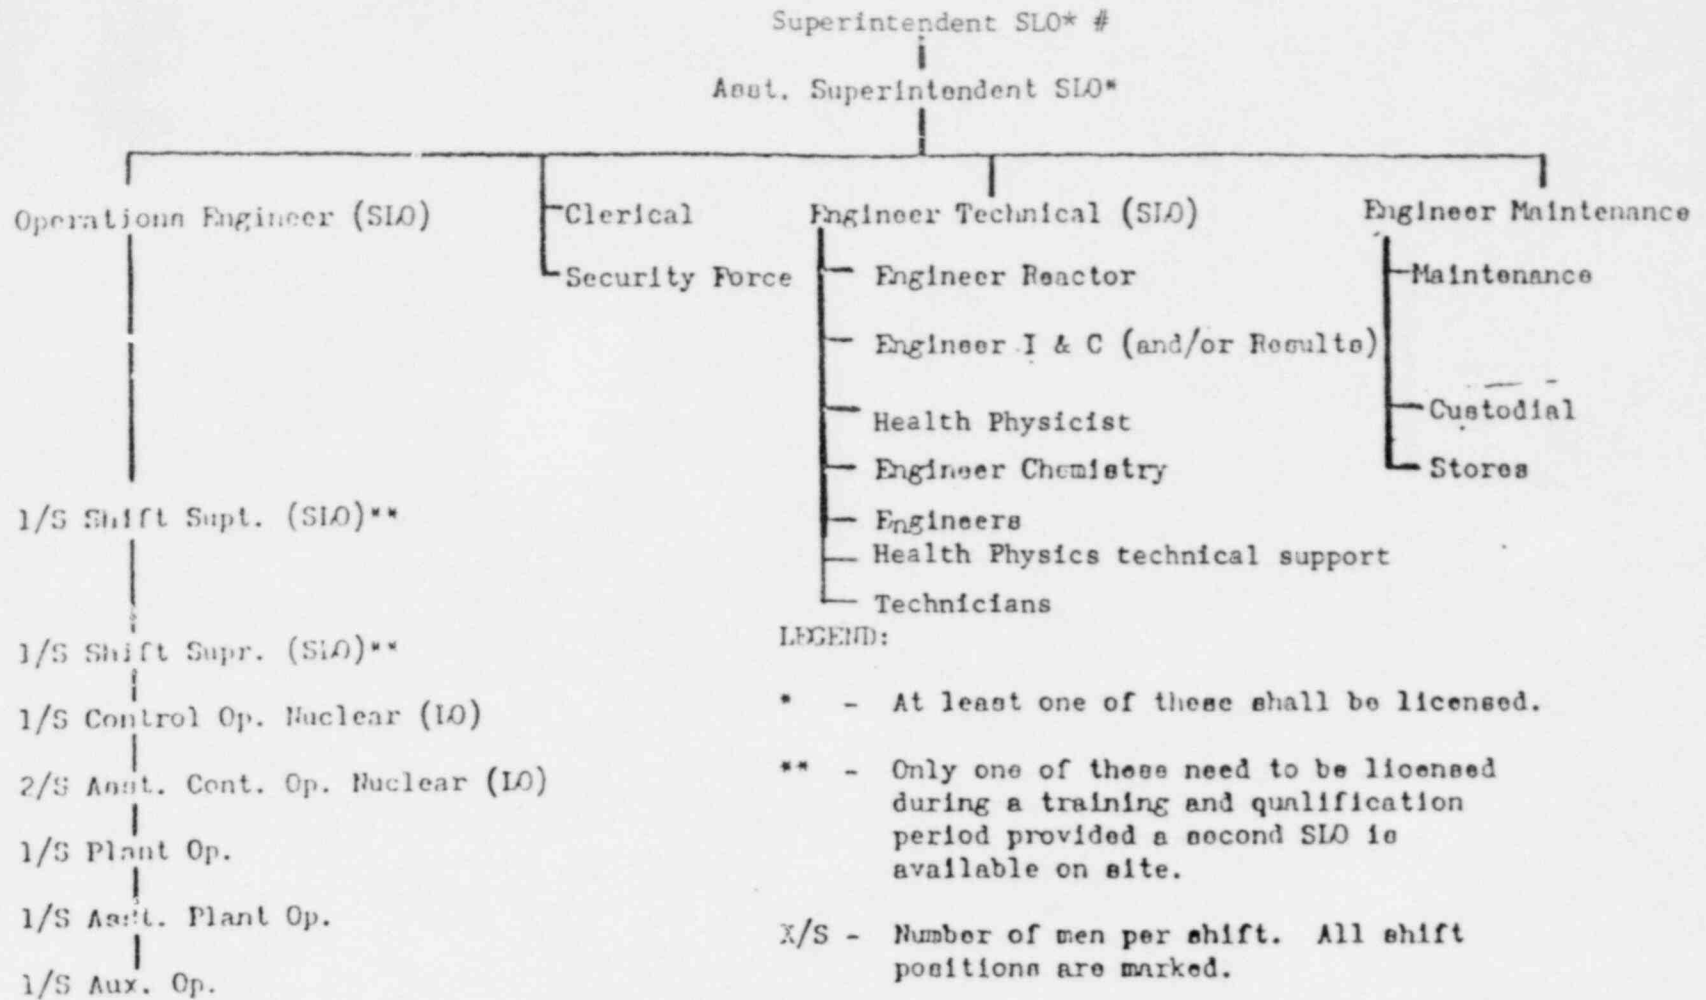 Superintendent SLO* #
Asst. Superintendent SLO*
Operations Engineer (SLO)
Clerical
Security Force
Engineer Technical (SLO)
Engineer Reactor
Engineer I & C (and/or Results)
Health Physicist
Engineer Chemistry
Engineers
Health Physics technical support
Technicians
Engineer Maintenance
Maintenance
Custodial
Stores
1/S Shift Supt. (SLO)**
1/S Shift Supr. (SLO)**
1/S Control Op. Nuclear (LO)
2/S Asst. Cont. Op. Nuclear (LO)
1/S Plant Op.
1/S Asst. Plant Op.
1/S Aux. Op.
LEGEND:
* - At least one of these shall be licensed.
** - Only one of these need to be licensed
during a training and qualification
period provided a second SLO is
available on site.
X/S - Number of men per shift. All shift
positions are marked.